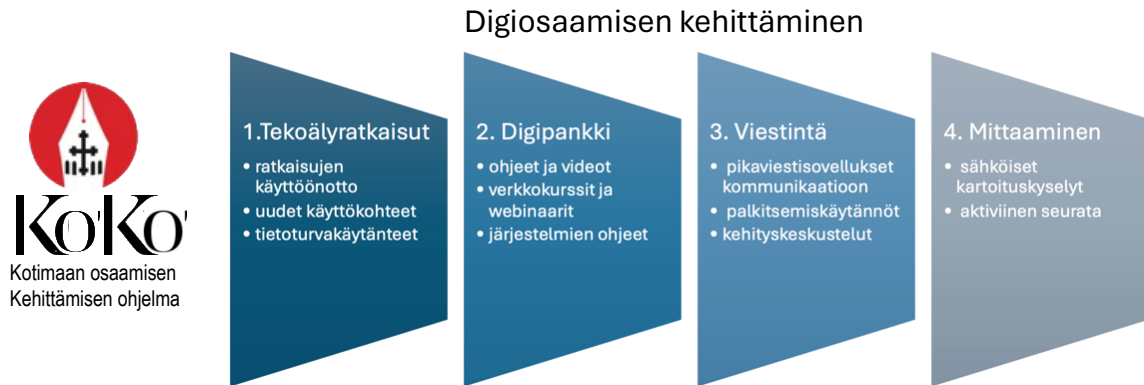 Digiosaamisen kehittäminen
KoKo
Kotimaan osaamisen
Kehittämisen ohjelma
1.Tekoälyratkaisut
• ratkaisujen
käyttöönotto
• uudet käyttökohteet
• tietoturvakäytänteet
2. Digipankki
• ohjeet ja videot
• verkkokurssit ja
webinaarit
• järjestelmien ohjeet
3. Viestintä
• pikaviestisovellukset
kommunikaatioon
• palkitsemiskäytännöt
• kehityskeskustelut
4. Mittaaminen
• sähköiset
kartoituskyselyt
• aktiivinen seurata